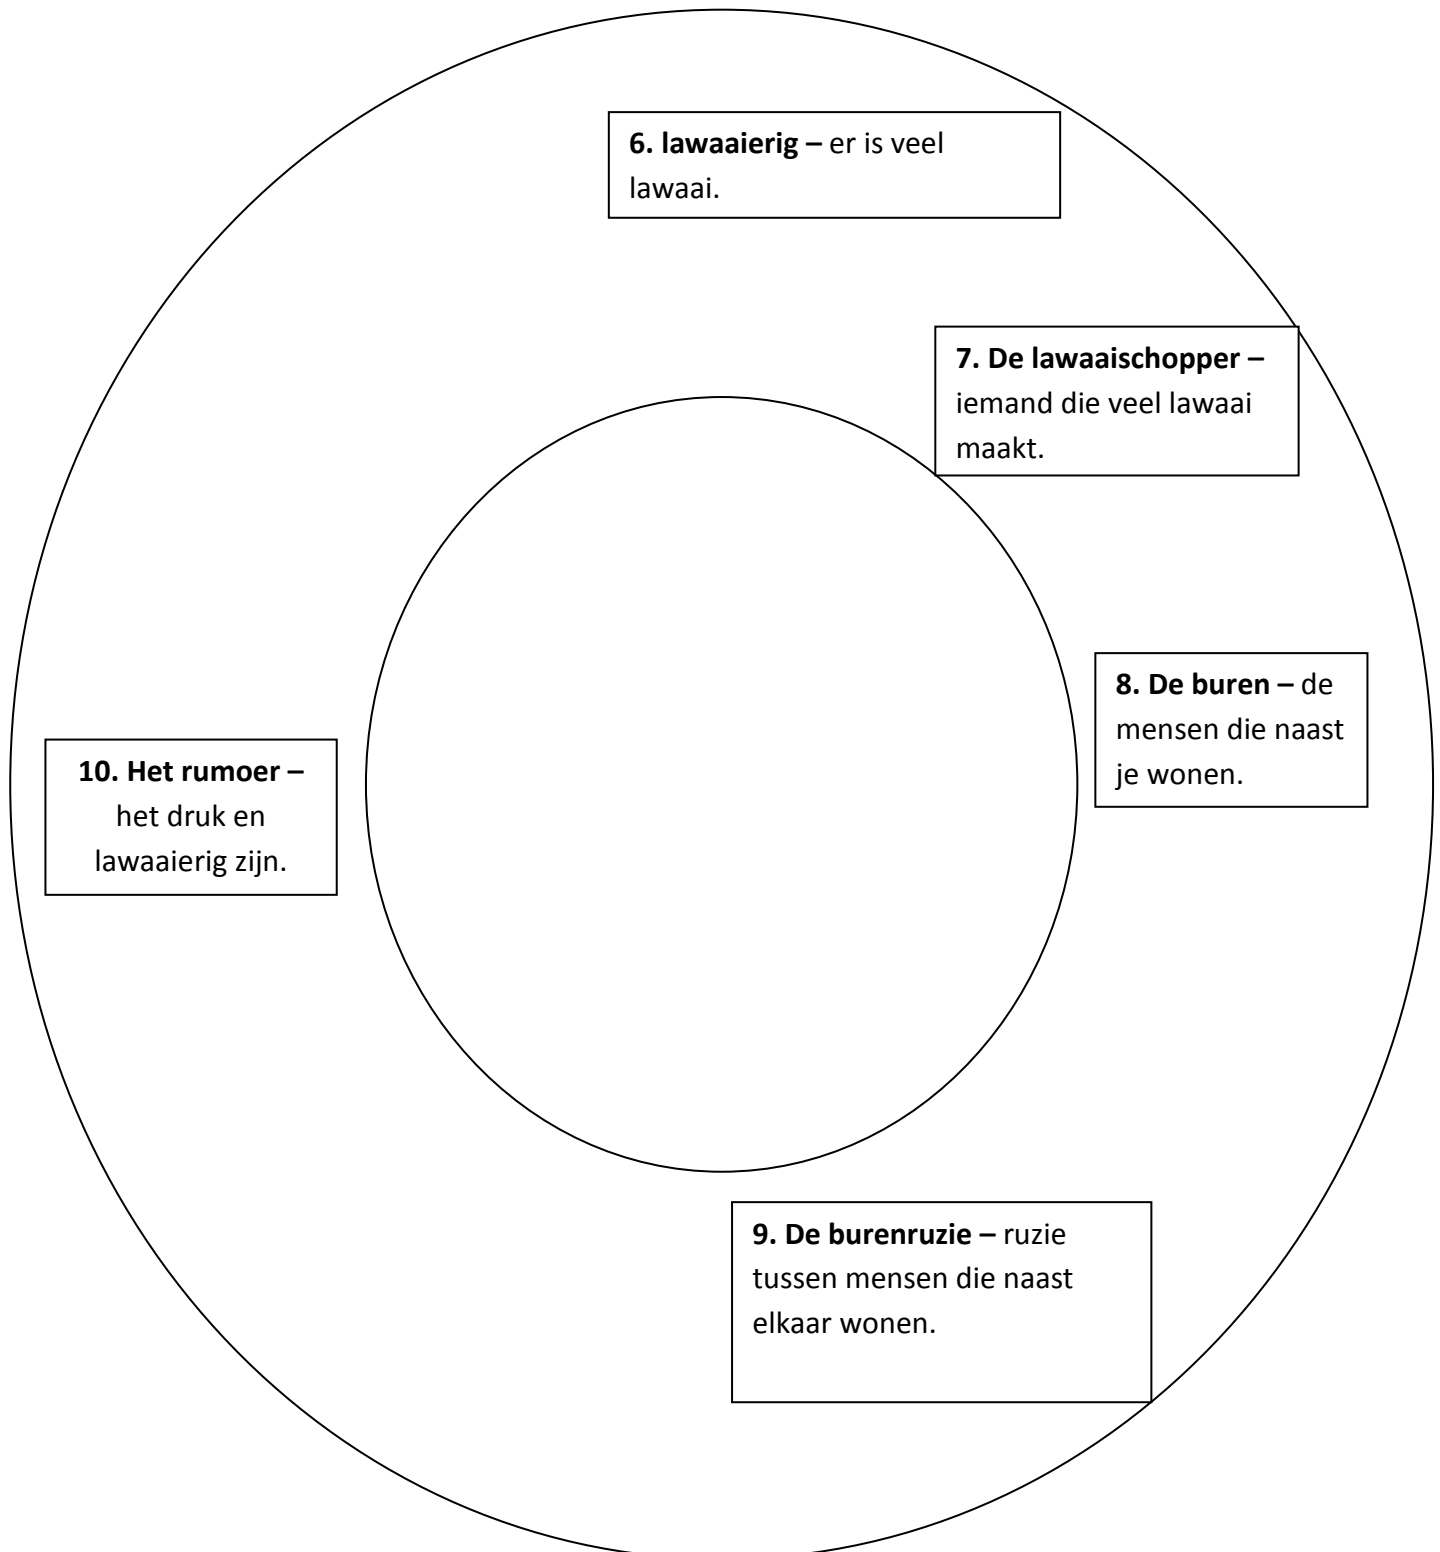 6. lawaaierig – er is veel
lawaai.
7. De lawaaischopper –
iemand die veel lawaai
maakt.
8. De buren – de
mensen die naast
je wonen.
9. De burenruzie – ruzie
tussen mensen die naast
elkaar wonen.
10. Het rumoer –
het druk en
lawaaierig zijn.